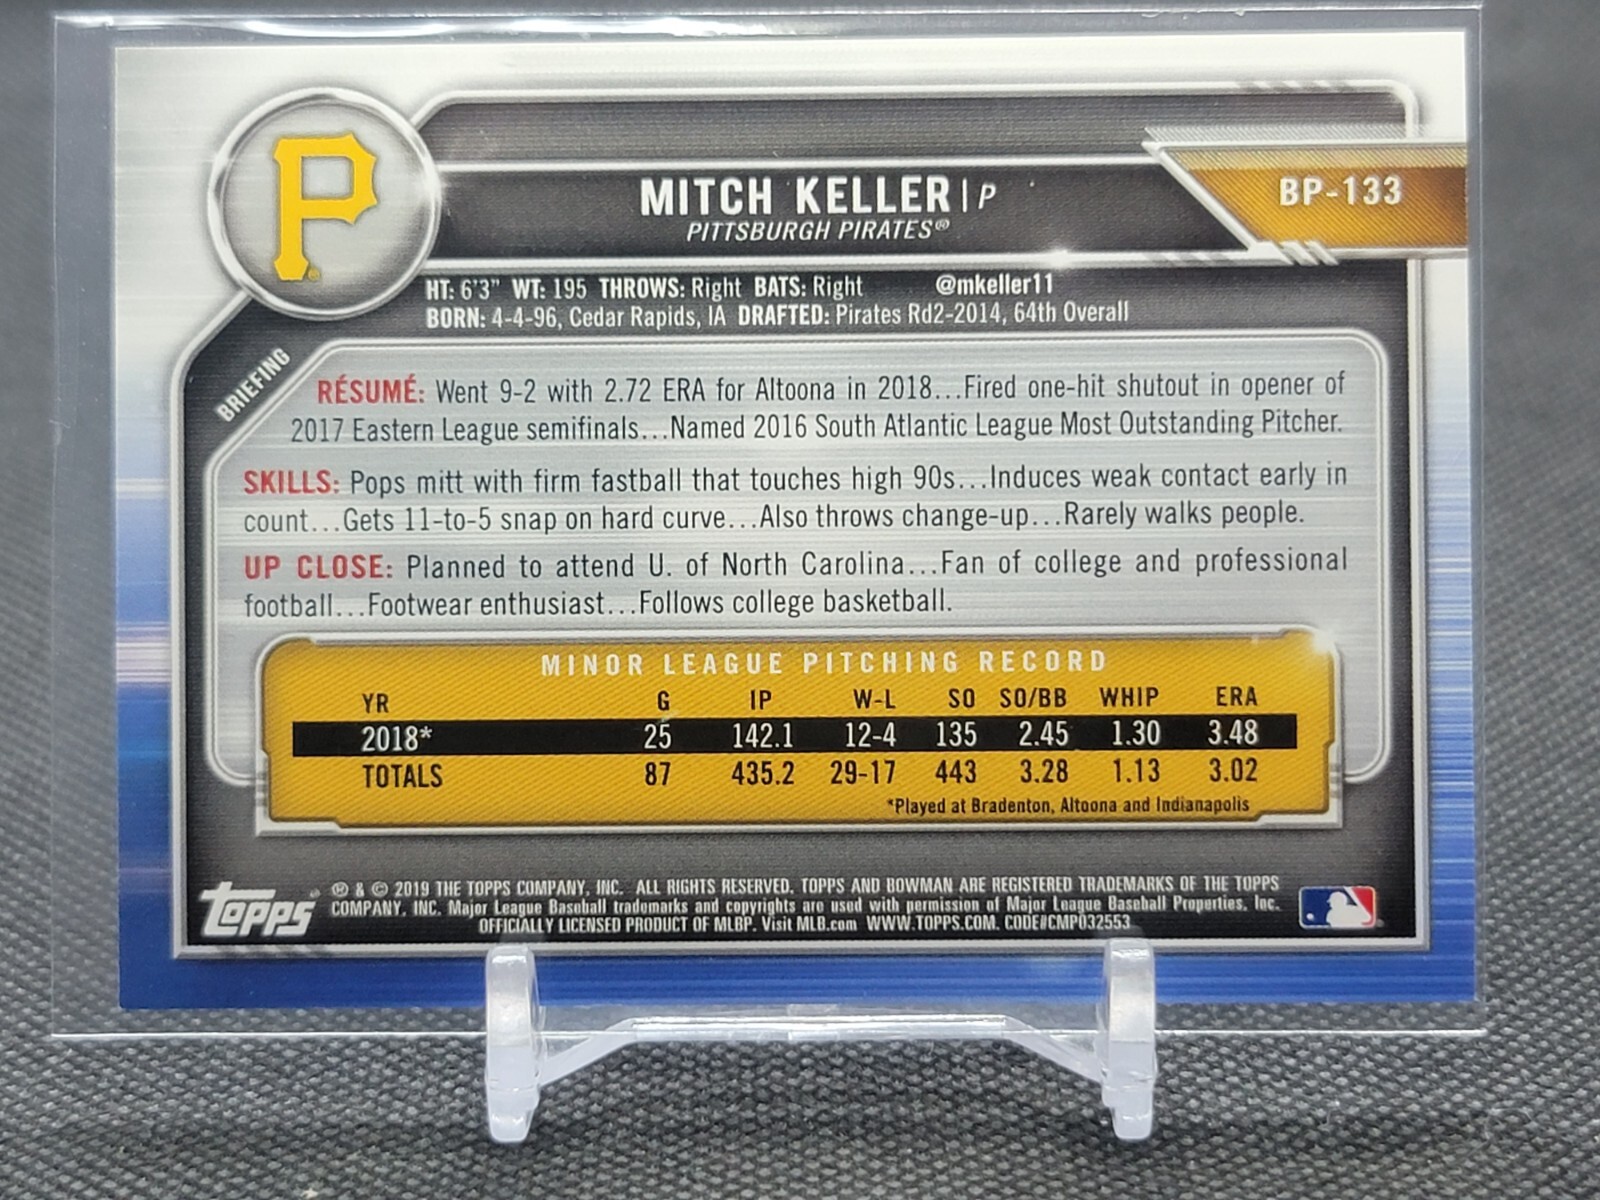 P
MITCH KELLER | P
PITTSBURGH PIRATES®
BP-133
HT: 6'3" WT: 195 THROWS: Right BATS: Right @mkeller11
BORN: 4-4-96, Cedar Rapids, IA DRAFTED: Pirates Rd2-2014, 64th Overall
BRIEFING
RÉSUMÉ: Went 9-2 with 2.72 ERA for Altoona in 2018...Fired one-hit shutout in opener of
2017 Eastern League semifinals...Named 2016 South Atlantic League Most Outstanding Pitcher.
SKILLS: Pops mitt with firm fastball that touches high 90s...Induces weak contact early in
count...Gets 11-to-5 snap on hard curve...Also throws change-up...Rarely walks people.
UP CLOSE: Planned to attend U. of North Carolina...Fan of college and professional
football...Footwear enthusiast...Follows college basketball.
MINOR LEAGUE PITCHING RECORD
YR G IP W-L SO SO/BB WHIP ERA
2018* 25 142.1 12-4 135 2.45 1.30 3.48
TOTALS 87 435.2 29-17 443 3.28 1.13 3.02
*Played at Bradenton, Altoona and Indianapolis
Topps
® & © 2019 THE TOPPS COMPANY, INC. ALL RIGHTS RESERVED. TOPPS AND BOWMAN ARE REGISTERED TRADEMARKS OF THE TOPPS
COMPANY, INC. Major League Baseball trademarks and copyrights are used with permission of Major League Baseball Properties, Inc.
OFFICIALLY LICENSED PRODUCT OF MLBP. Visit MLB.com WWW.TOPPS.COM. CODE#CMP032553